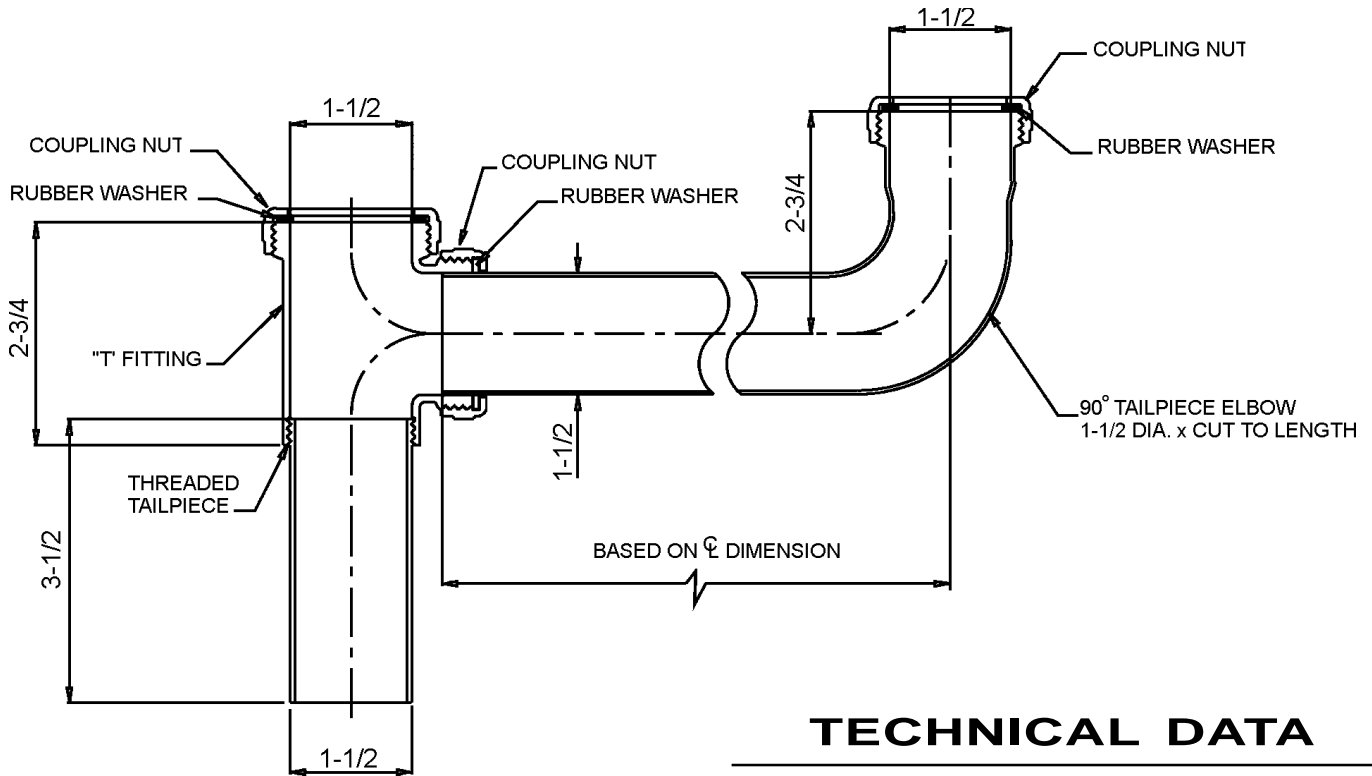 1-1/2
COUPLING NUT
1-1/2
COUPLING NUT
RUBBER WASHER
COUPLING NUT
RUBBER WASHER
RUBBER WASHER
2-3/4
2-3/4
"T' FITTING
90° TAILPIECE ELBOW
1-1/2 DIA. x CUT TO LENGTH
1-1/2
THREADED
TAILPIECE
3-1/2
BASED ON ℄ DIMENSION
1-1/2
TECHNICAL DATA